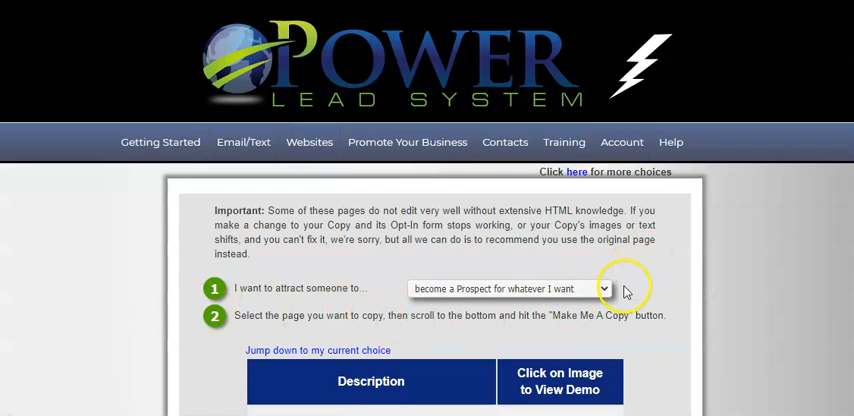 POWER
LEAD SYSTEM
Getting Started Email/Text Websites Promote Your Business Contacts Training Account Help
Click here for more choices
Important: Some of these pages do not edit very well without extensive HTML knowledge. If you
make a change to your Copy and its Opt-In form stops working, or your Copy's images or text
shifts, and you can't fix it, we're sorry, but all we can do is to recommend you use the original page
instead.
1 I want to attract someone to... become a Prospect for whatever I want
2 Select the page you want to copy, then scroll to the bottom and hit the "Make Me A Copy" button.
Jump down to my current choice
Description Click on Image
to View Demo